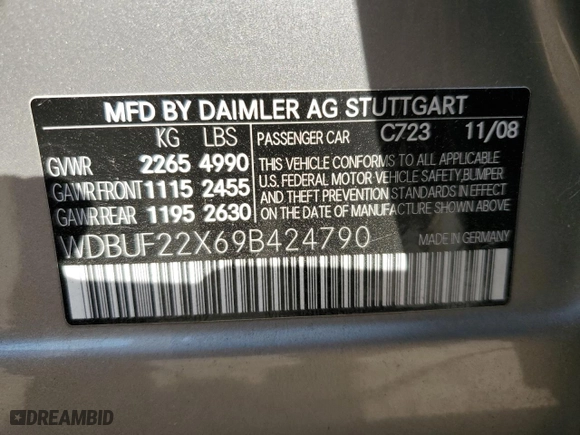 MFD BY DAIMLER AG STUTTGART
KG LBS PASSENGER CAR C723 11/08
GVWR 2265 4990 THIS VEHICLE CONFORMS TO ALL APPLICABLE
GAWR FRONT 1115 2455 U.S. FEDERAL MOTOR VEHICLE SAFETY, BUMPER
AND THEFT PREVENTION STANDARDS IN EFFECT
GAWR REAR 1195 2630 ON THE DATE OF MANUFACTURE SHOWN ABOVE.
WDBUF22X69B424790 MADE IN GERMANY
DREAMBID